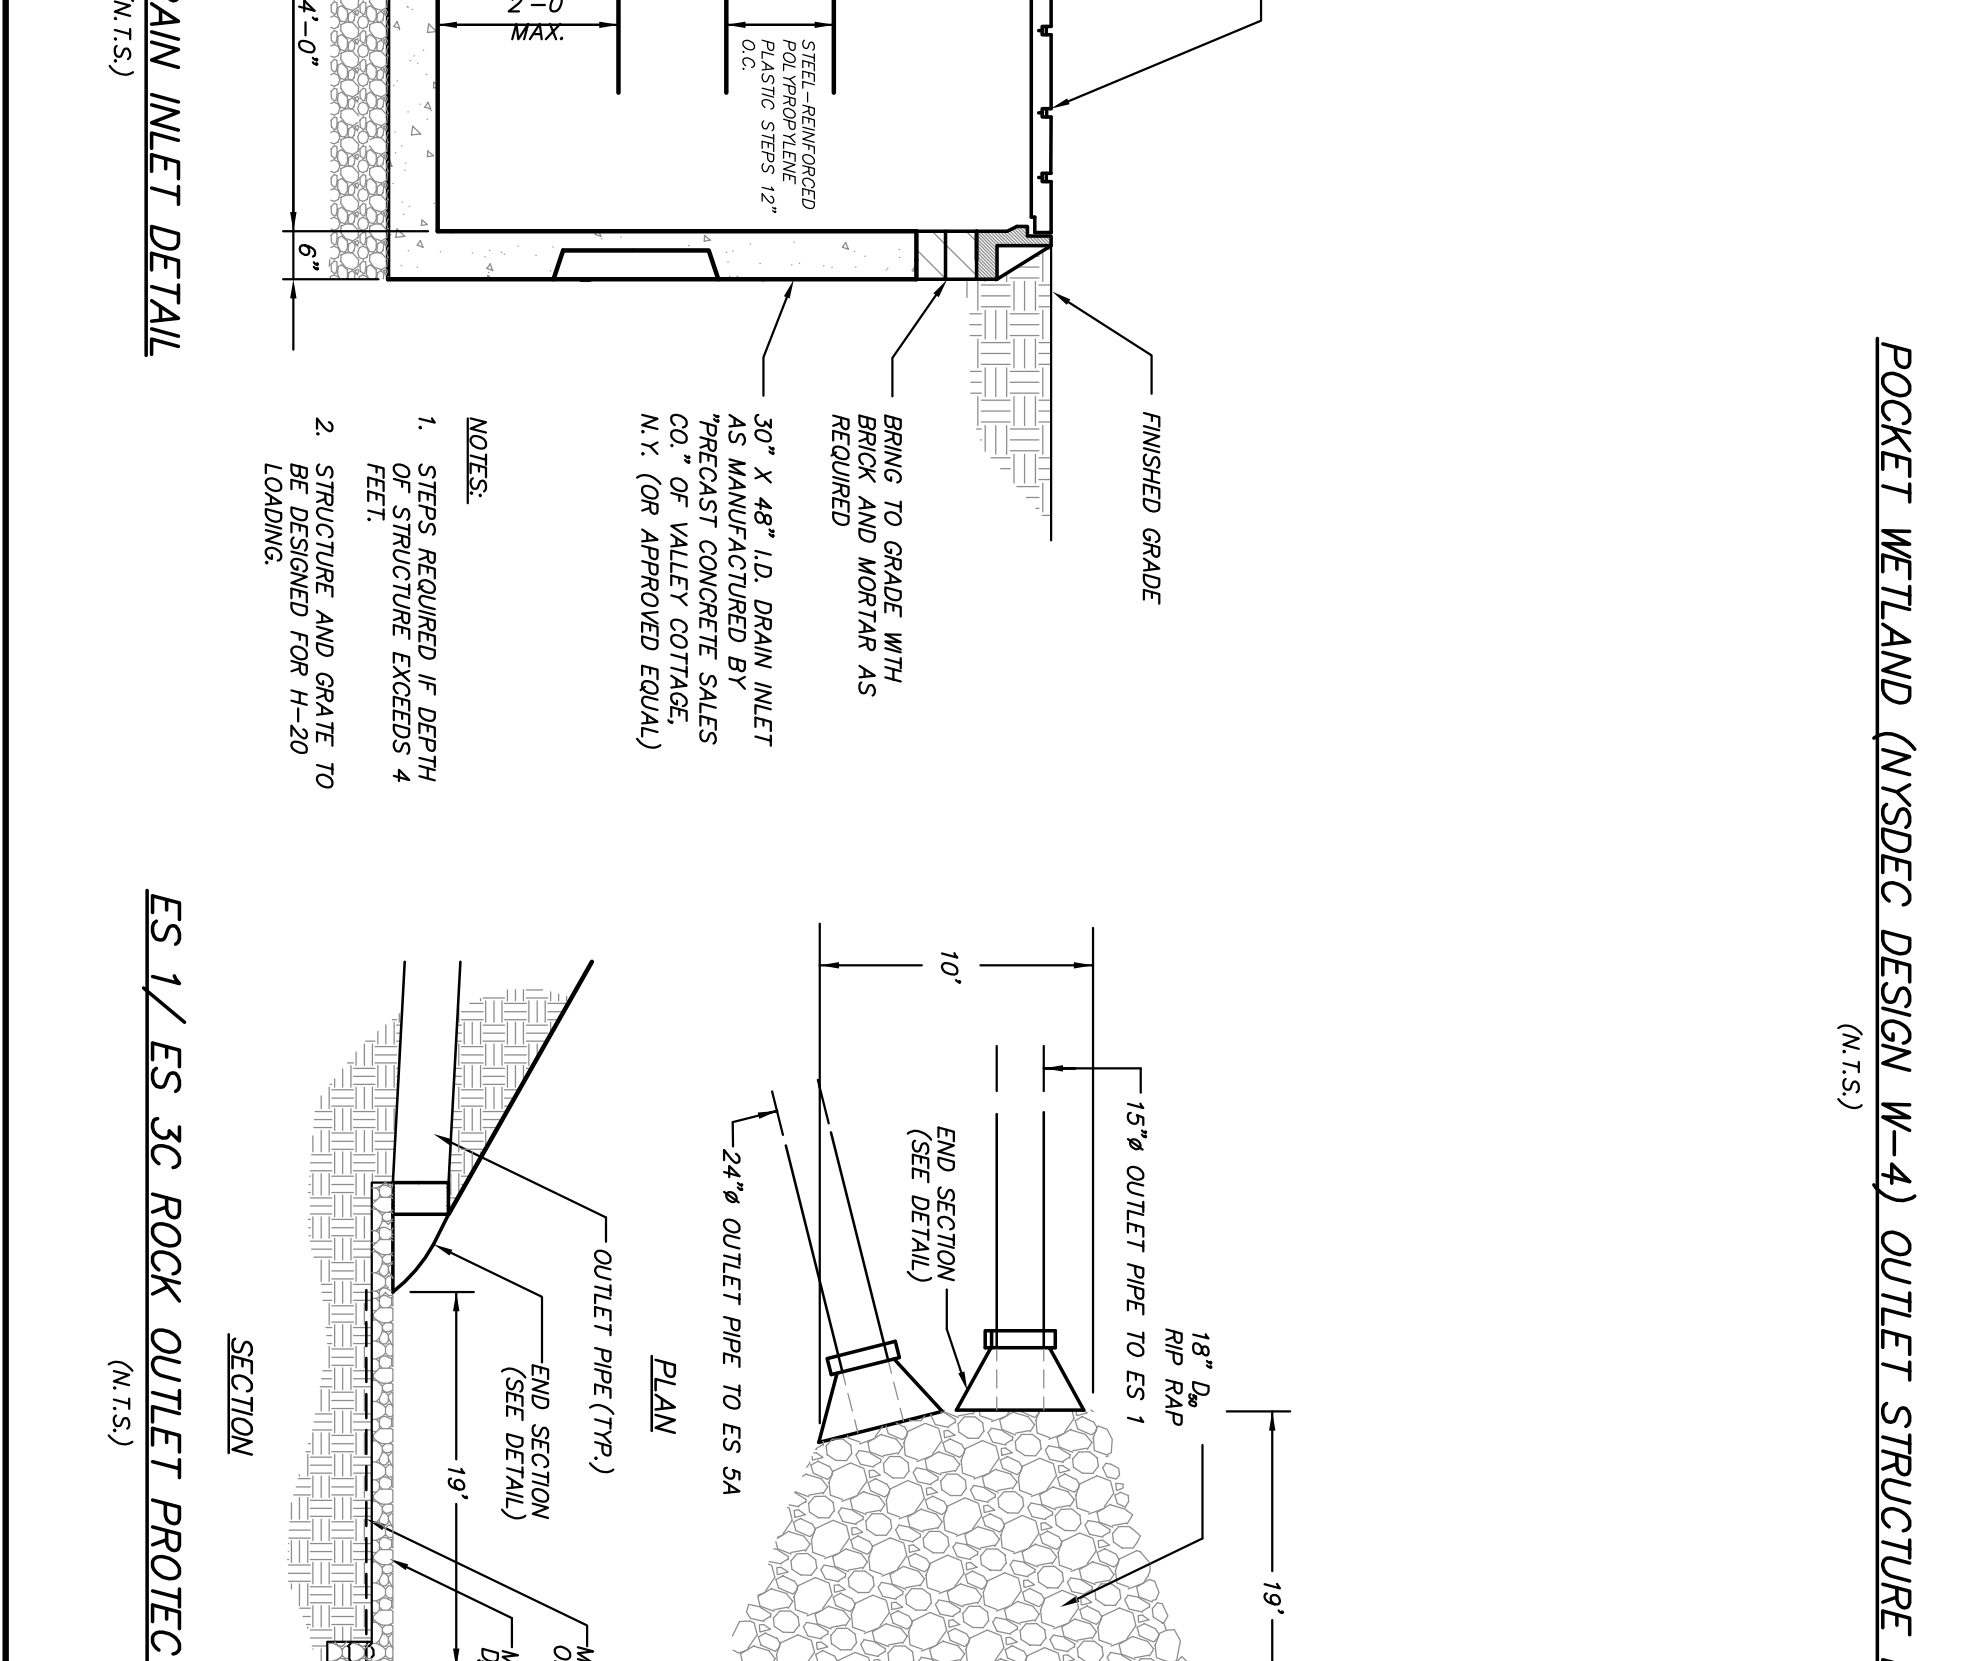 POCKET WETLAND (NYSDEC DESIGN W-4) OUTLET STRUCTURE
(N.T.S.)
4'-0"
6"
2'-0
MAX.
STEEL-REINFORCED
POLYPROPYLENE
PLASTIC STEPS 12"
O.C.
FINISHED GRADE
BRING TO GRADE WITH
BRICK AND MORTAR AS
REQUIRED
30" X 48" I.D. DRAIN INLET
AS MANUFACTURED BY
"PRECAST CONCRETE SALES
CO." OF VALLEY COTTAGE,
N.Y. (OR APPROVED EQUAL)
NOTES:
1. STEPS REQUIRED IF DEPTH
OF STRUCTURE EXCEEDS 4
FEET.
2. STRUCTURE AND GRATE TO
BE DESIGNED FOR H-20
LOADING.
RAIN INLET DETAIL
N.T.S.)
19'
18" D50
RIP RAP
15"ø OUTLET PIPE TO ES 1
10'
END SECTION
(SEE DETAIL)
24"ø OUTLET PIPE TO ES 5A
PLAN
OUTLET PIPE (TYP.)
END SECTION
(SEE DETAIL)
19'
SECTION
ES 1/ ES 3C ROCK OUTLET PROTEC
(N.T.S.)